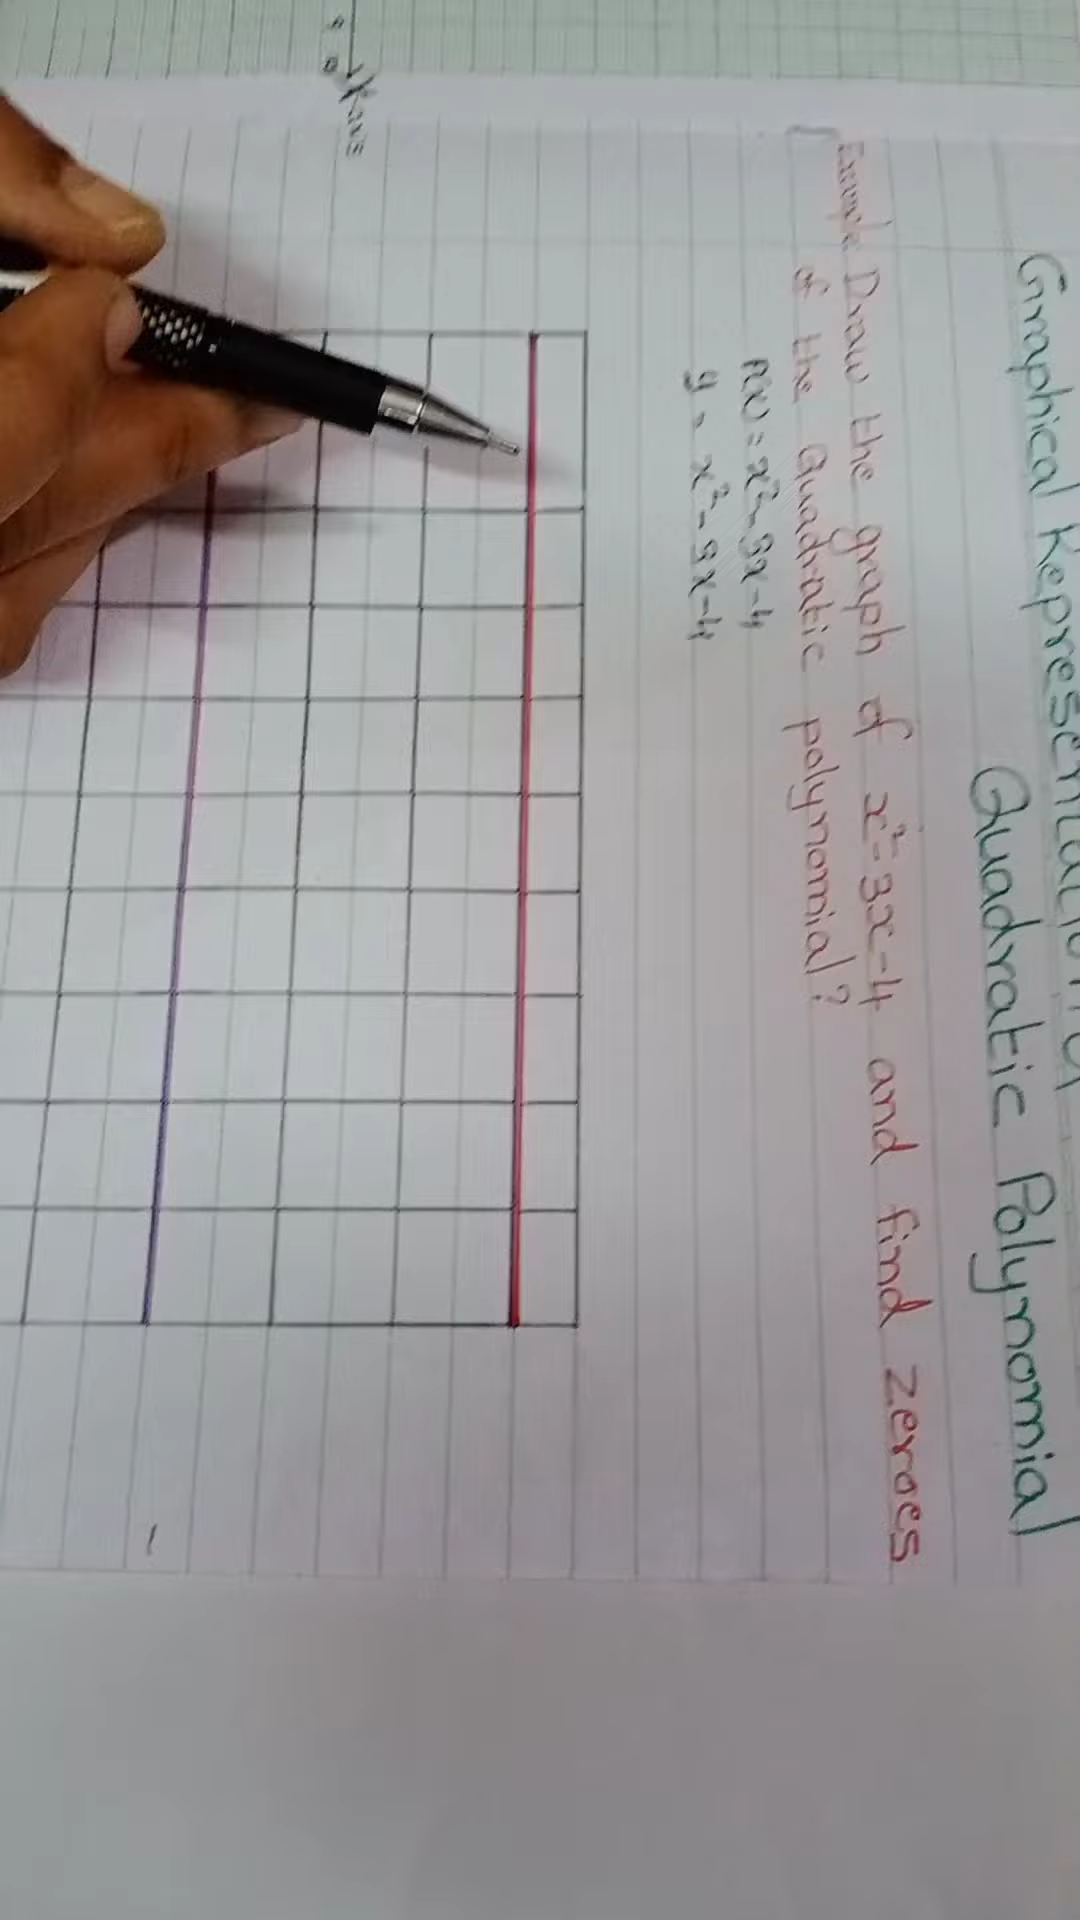 Graphical Representation of
Quadratic Polynomial
Example Draw the graph of x²-3x-4 and find zeroes
of the Quadratic polynomial?
P(x) = x²-3x-4
y = x²-3x-4